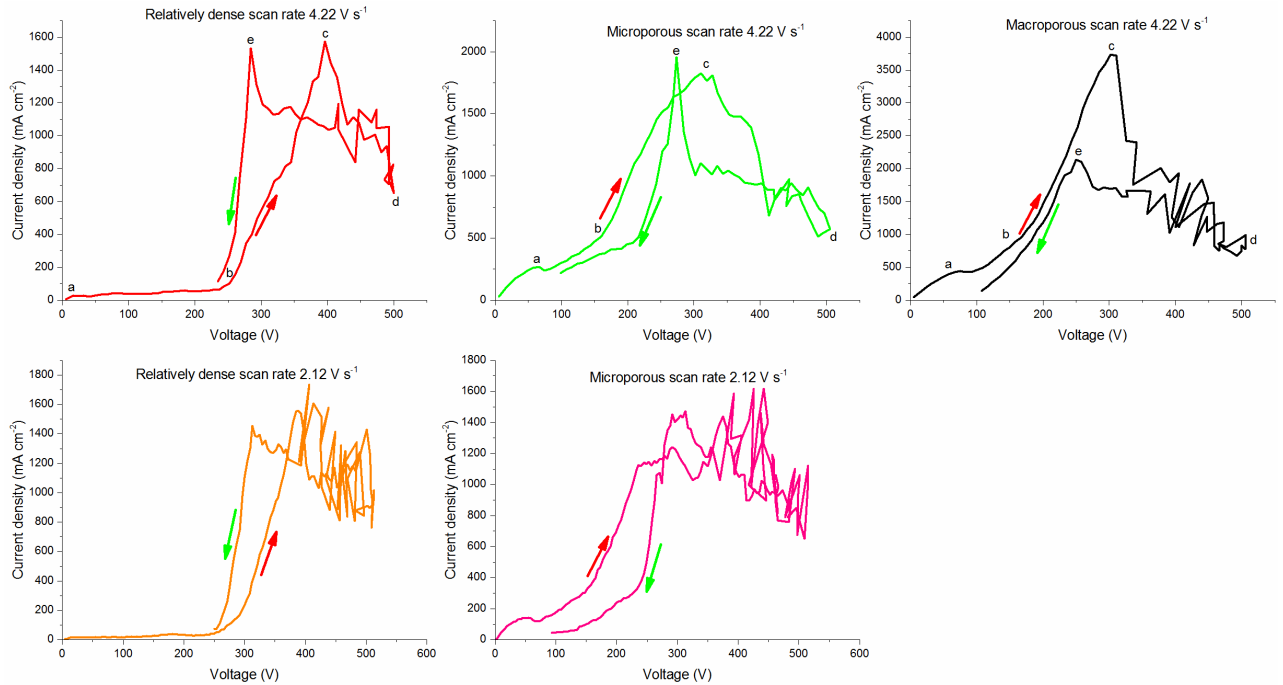 Relatively dense scan rate 4.22 V s⁻¹
1600
1400
1200
1000
800
600
400
200
0
Current density (mA cm⁻²)
a
b
c
d
e
0 100 200 300 400 500
Voltage (V)
Microporous scan rate 4.22 V s⁻¹
2000
1500
1000
500
0
Current density (mA cm⁻²)
a
b
c
d
e
0 100 200 300 400 500
Voltage (V)
Macroporous scan rate 4.22 V s⁻¹
4000
3500
3000
2500
2000
1500
1000
500
0
Current density (mA cm⁻²)
a
b
c
d
e
0 100 200 300 400 500
Voltage (V)
Relatively dense scan rate 2.12 V s⁻¹
1800
1600
1400
1200
1000
800
600
400
200
0
Current density (mA cm⁻²)
0 100 200 300 400 500 600
Voltage (V)
Microporous scan rate 2.12 V s⁻¹
1800
1600
1400
1200
1000
800
600
400
200
0
Current density (mA cm⁻²)
0 100 200 300 400 500 600
Voltage (V)